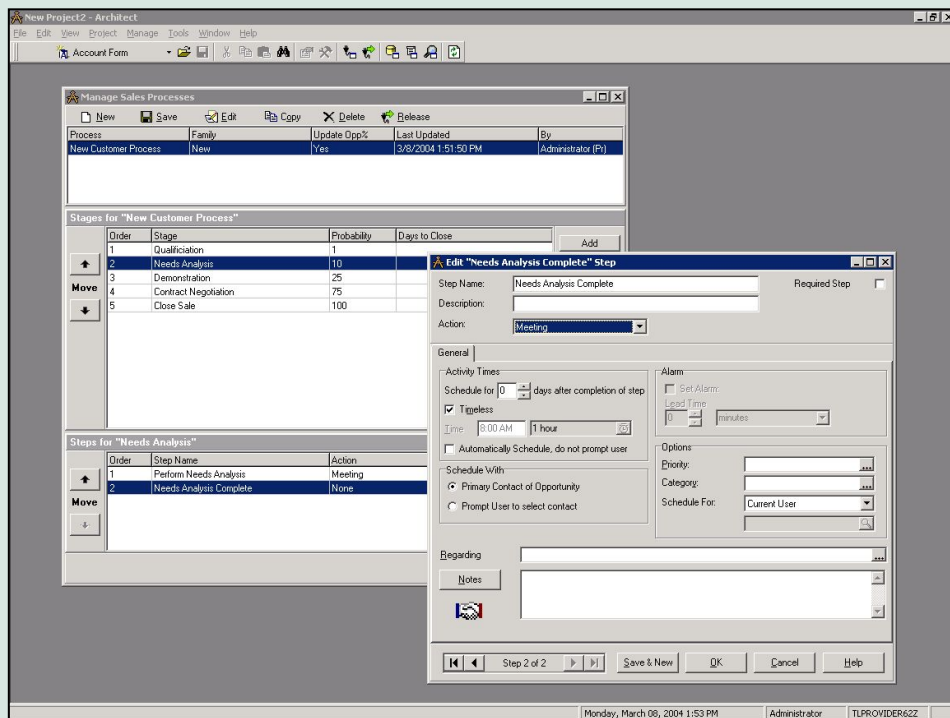 New Project2 - Architect
File Edit View Project Manage Tools Window Help
Account Form
Manage Sales Processes
New Save Edit Copy Delete Release
Process Family Update Opp% Last Updated By
New Customer Process New Yes 3/8/2004 1:51:50 PM Administrator (Pr)
Stages for "New Customer Process"
Order Stage Probability Days to Close
1 Qualificiation 1
2 Needs Analysis 10
3 Demonstration 25
4 Contract Negotiation 75
5 Close Sale 100
Move
Add
Steps for "Needs Analysis"
Order Step Name Action
1 Perform Needs Analysis Meeting
2 Needs Analysis Complete None
Move
Edit "Needs Analysis Complete" Step
Step Name: Needs Analysis Complete Required Step
Description:
Action: Meeting
General
Activity Times
Schedule for 0 days after completion of step
Timeless
Time 8:00 AM 1 hour
Automatically Schedule, do not prompt user
Schedule With
Primary Contact of Opportunity
Prompt User to select contact
Alarm
Set Alarm:
Lead Time
0 minutes
Options
Priority: ...
Category: ...
Schedule For: Current User
Regarding ...
Notes
Step 2 of 2 Save & New OK Cancel Help
Monday, March 08, 2004 1:53 PM Administrator TLPROVIDER62Z